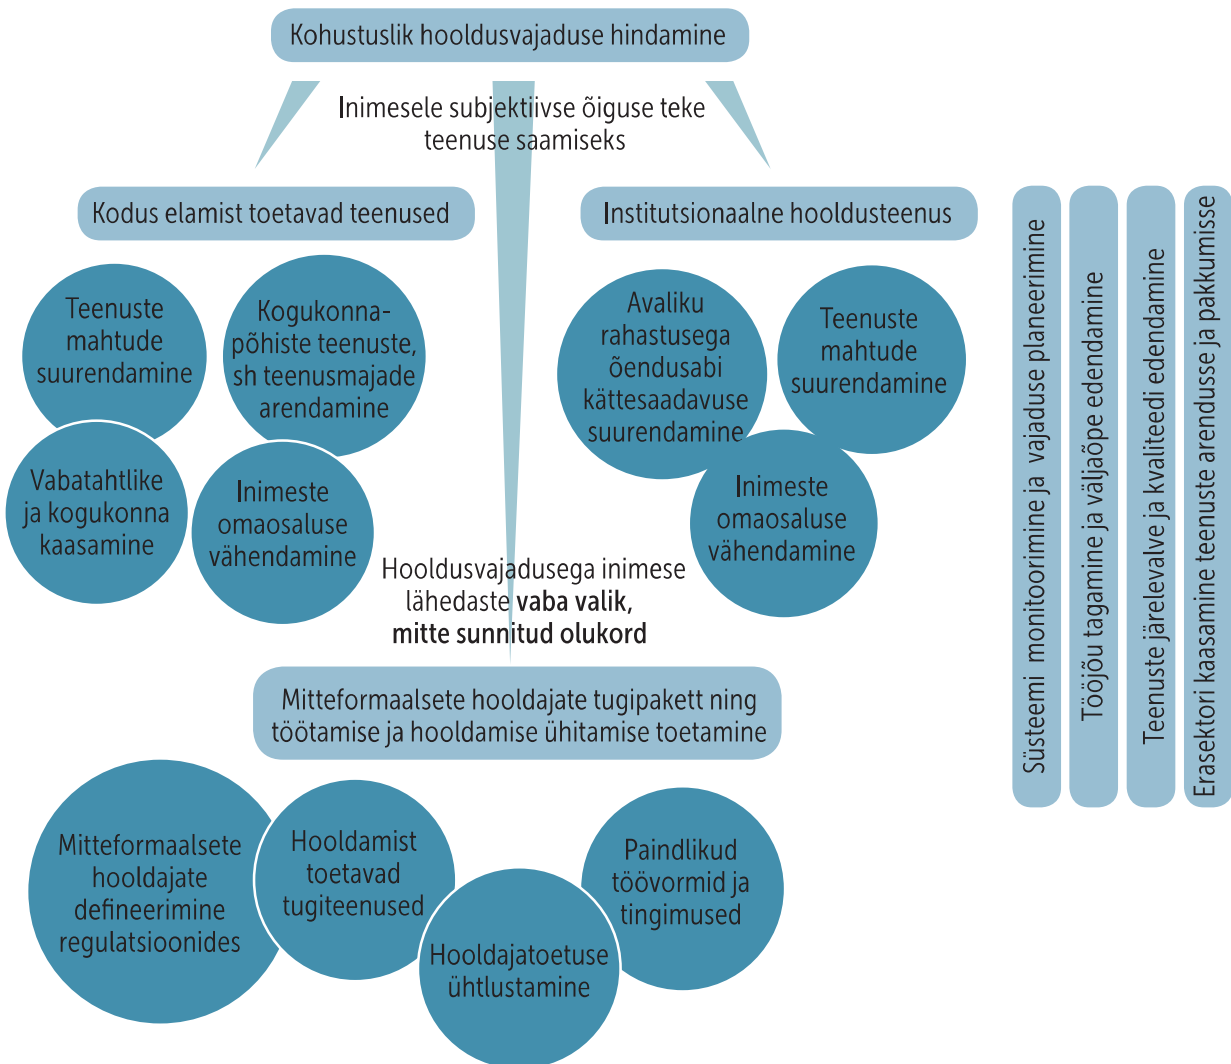 Kohustuslik hooldusvajaduse hindamine
Inimesele subjektiivse õiguse teke
teenuse saamiseks
Kodus elamist toetavad teenused
Teenuste
mahtude
suurendamine
Kogukonna-
põhiste teenuste,
sh teenusmajade
arendamine
Vabatahtlike
ja kogukonna
kaasamine
Inimeste
omaosaluse
vähendamine
Institutsionaalne hooldusteenus
Avaliku
rahastusega
õendusabi
kättesaadavuse
suurendamine
Teenuste
mahtude
suurendamine
Inimeste
omaosaluse
vähendamine
Hooldusvajadusega inimese
lähedaste vaba valik,
mitte sunnitud olukord
Mitteformaalsete hooldajate tugipakett ning
töötamise ja hooldamise ühitamise toetamine
Mitteformaalsete
hooldajate
defineerimine
regulatsioonides
Hooldamist
toetavad
tugiteenused
Hooldajatoetuse
ühtlustamine
Paindlikud
töövormid ja
tingimused
Süsteemi monitoorimine ja vajaduse planeerimine
Tööjõu tagamine ja väljaõpe edendamine
Teenuste järelevalve ja kvaliteedi edendamine
Erasektori kaasamine teenuste arendusse ja pakkumisse